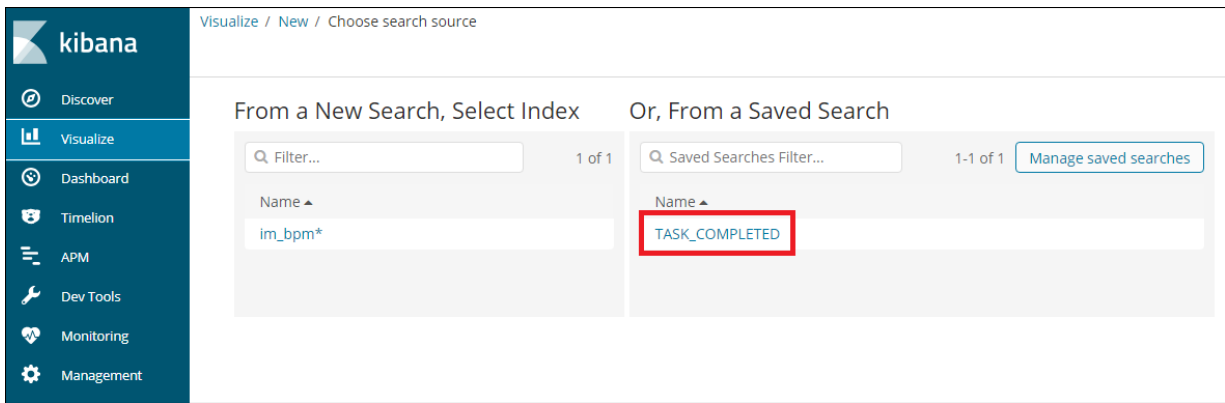 kibana
Discover
Visualize
Dashboard
Timelion
APM
Dev Tools
Monitoring
Management
Visualize / New / Choose search source
From a New Search, Select Index
Filter...
1 of 1
Name
im_bpm*
Or, From a Saved Search
Saved Searches Filter...
1-1 of 1
Manage saved searches
Name
TASK_COMPLETED